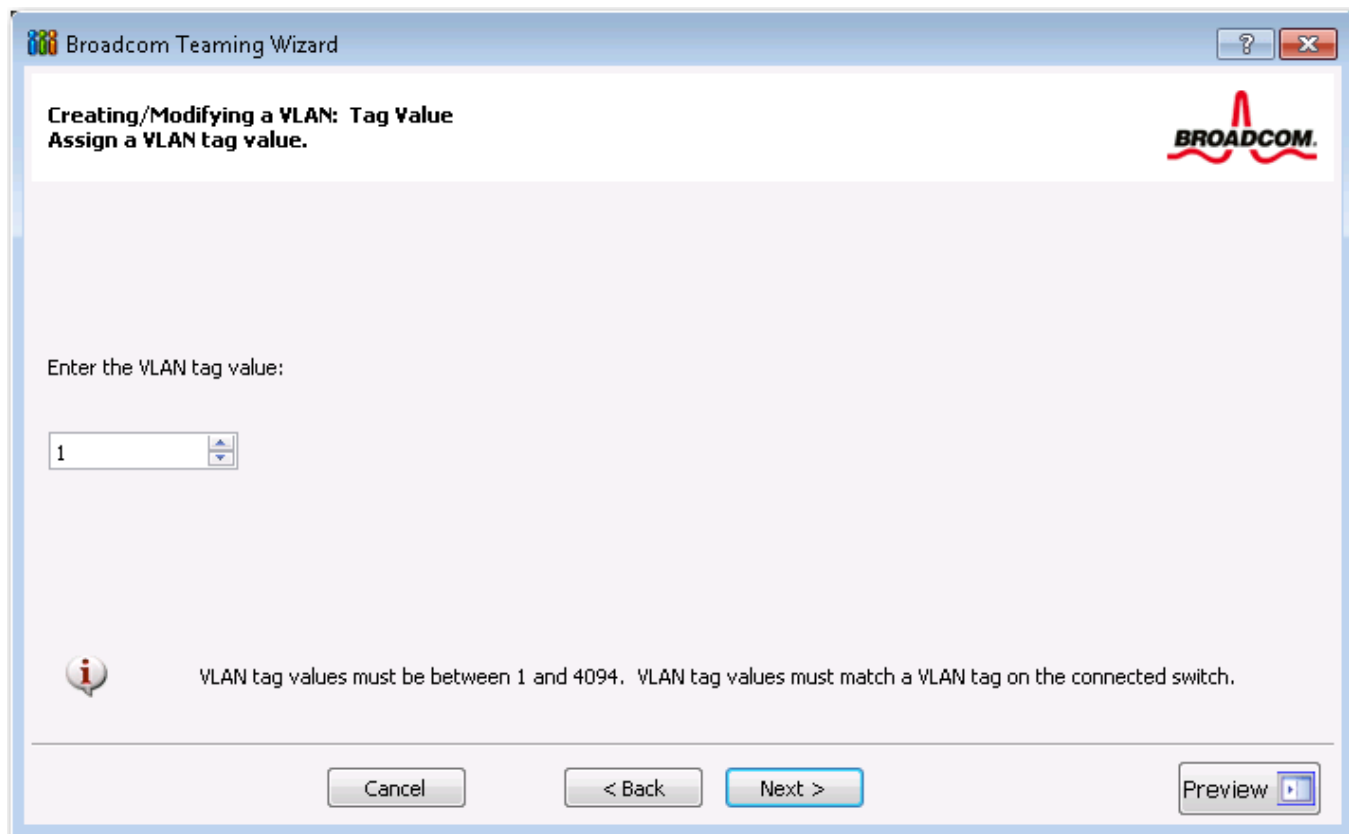 Broadcom Teaming Wizard
Creating/Modifying a VLAN: Tag Value
Assign a VLAN tag value.
BROADCOM.
Enter the VLAN tag value:
1
VLAN tag values must be between 1 and 4094. VLAN tag values must match a VLAN tag on the connected switch.
Cancel
< Back
Next >
Preview